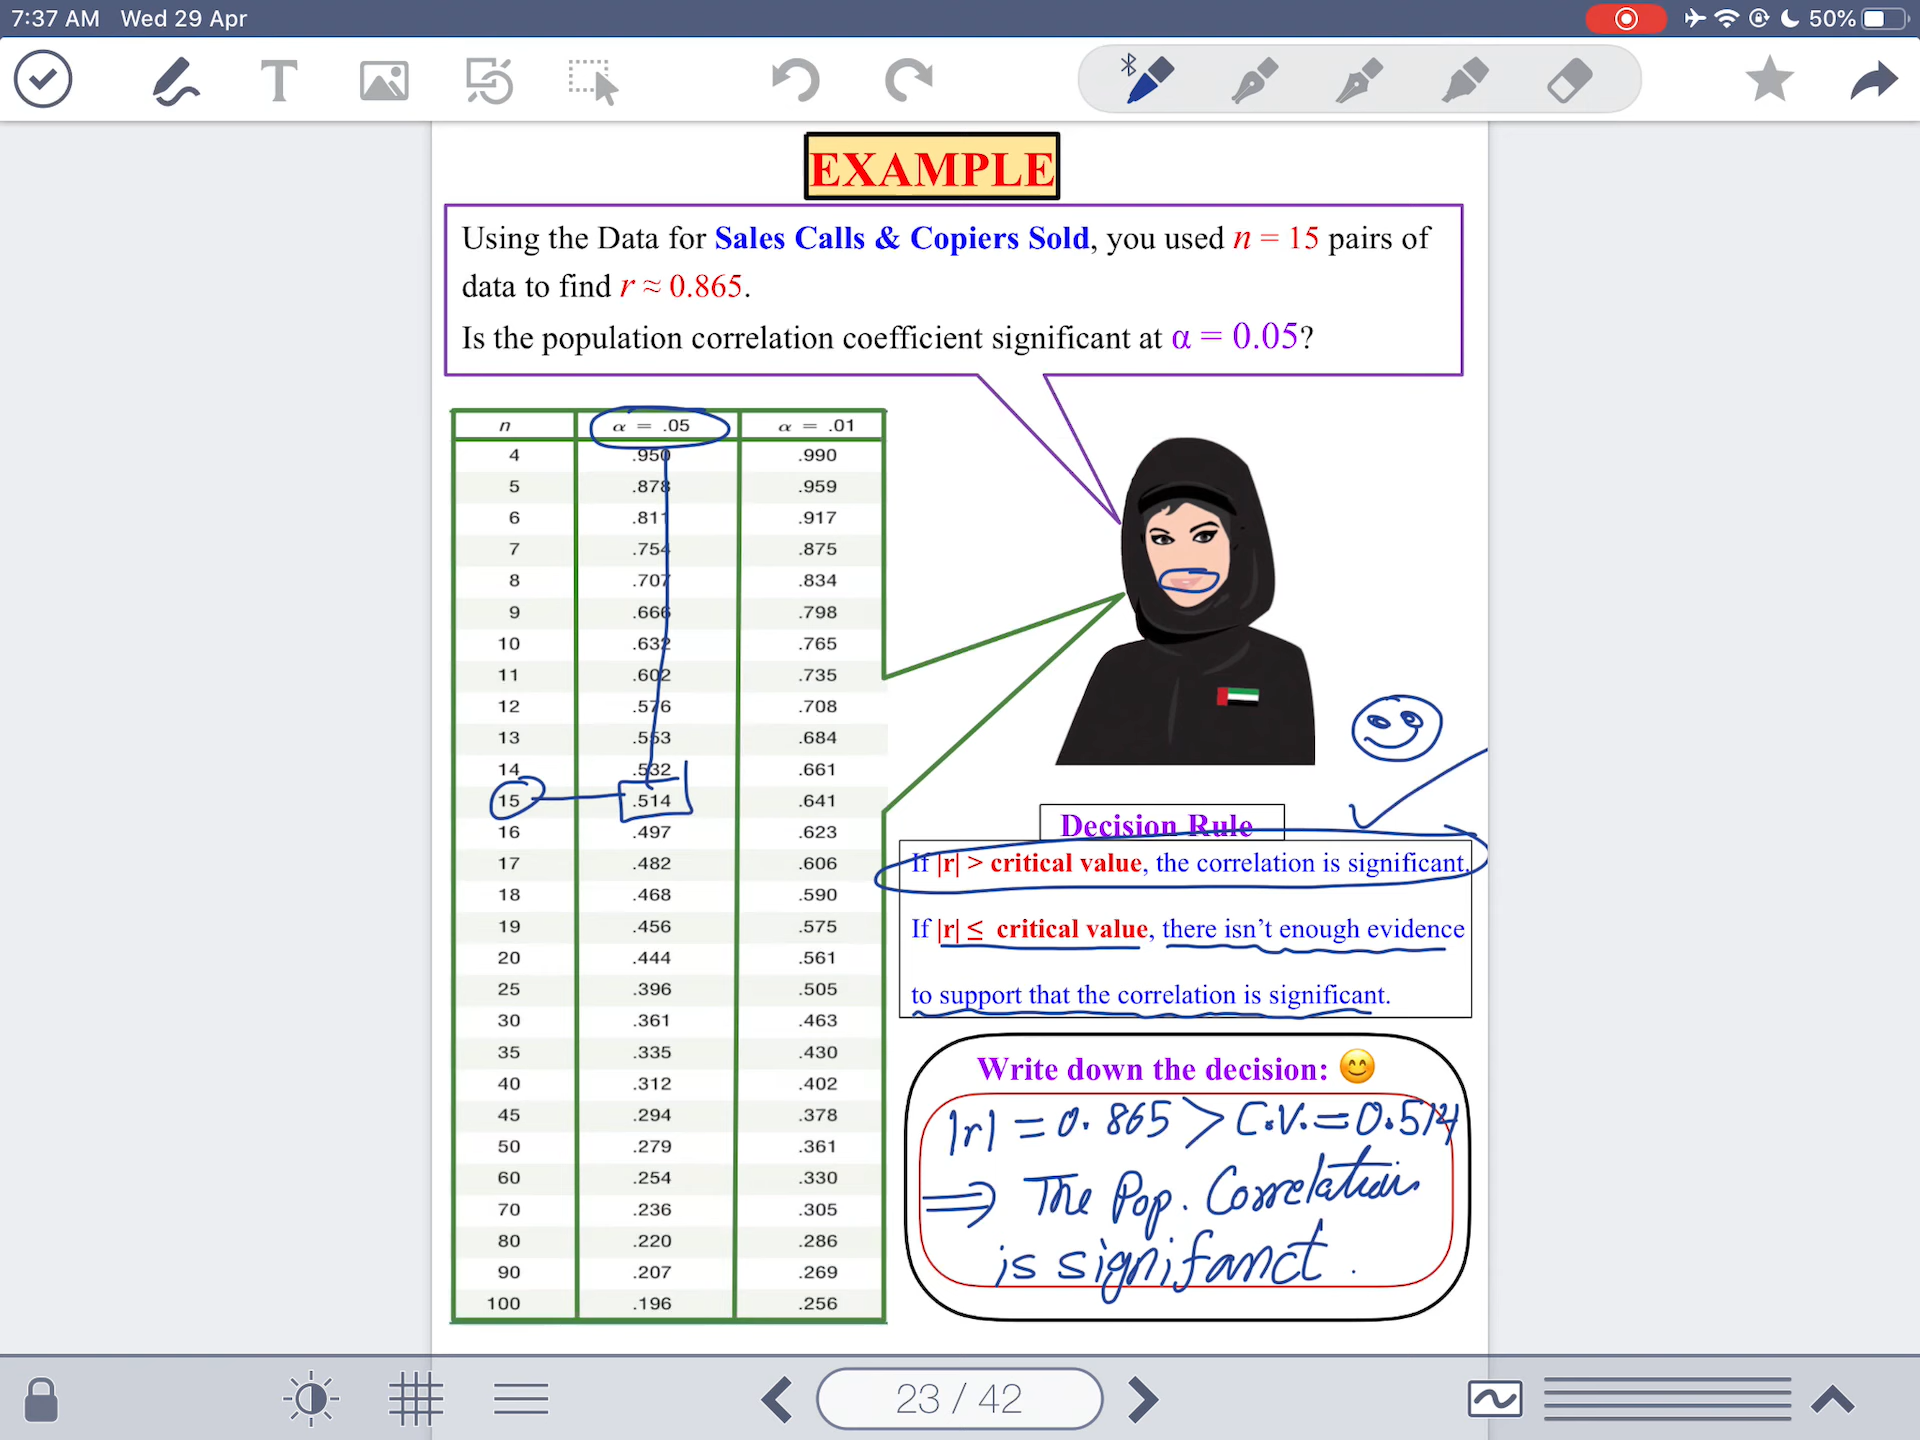 7:37 AM Wed 29 Apr
50%
T
EXAMPLE
Using the Data for Sales Calls & Copiers Sold, you used n = 15 pairs of
data to find r ≈ 0.865.
Is the population correlation coefficient significant at α = 0.05?
n α = .05 α = .01
4 .950 .990
5 .878 .959
6 .811 .917
7 .754 .875
8 .707 .834
9 .666 .798
10 .632 .765
11 .602 .735
12 .576 .708
13 .553 .684
14 .532 .661
15 .514 .641
16 .497 .623
17 .482 .606
18 .468 .590
19 .456 .575
20 .444 .561
25 .396 .505
30 .361 .463
35 .335 .430
40 .312 .402
45 .294 .378
50 .279 .361
60 .254 .330
70 .236 .305
80 .220 .286
90 .207 .269
100 .196 .256
Decision Rule
If |r| > critical value, the correlation is significant.
If |r| ≤ critical value, there isn’t enough evidence
to support that the correlation is significant.
Write down the decision: 😊
|r| = 0.865 > C.V. = 0.514
⟹ The Pop. Correlation
is signifanct.
23 / 42